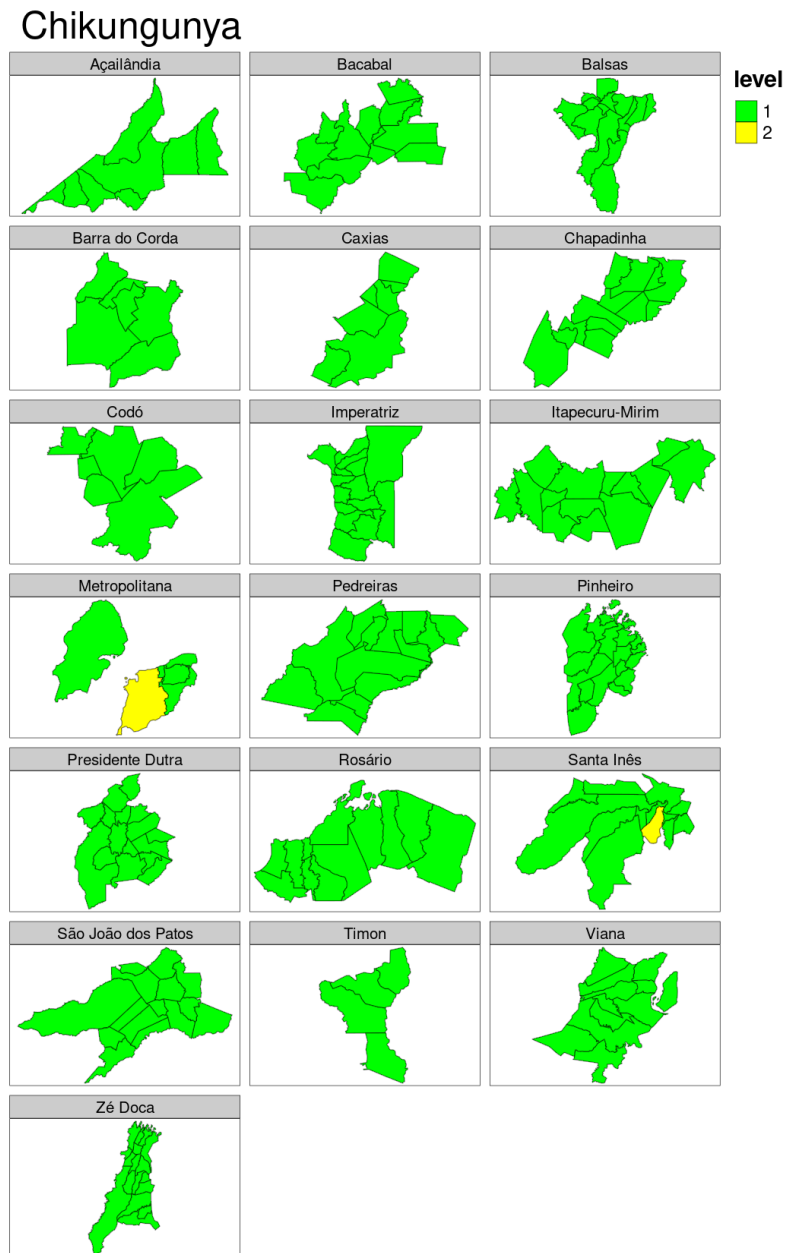 Chikungunya
Açailândia
Bacabal
Balsas
level
1
2
Barra do Corda
Caxias
Chapadinha
Codó
Imperatriz
Itapecuru-Mirim
Metropolitana
Pedreiras
Pinheiro
Presidente Dutra
Rosário
Santa Inês
São João dos Patos
Timon
Viana
Zé Doca